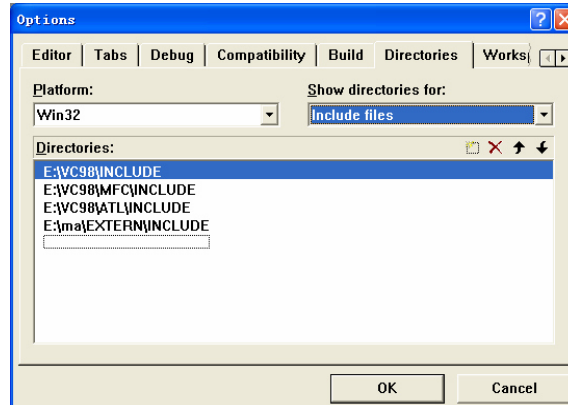 Options
Editor Tabs Debug Compatibility Build Directories Works
Platform: Show directories for:
Win32 Include files
Directories:
E:\VC98\INCLUDE
E:\VC98\MFC\INCLUDE
E:\VC98\ATL\INCLUDE
E:\ma\EXTERN\INCLUDE
OK Cancel